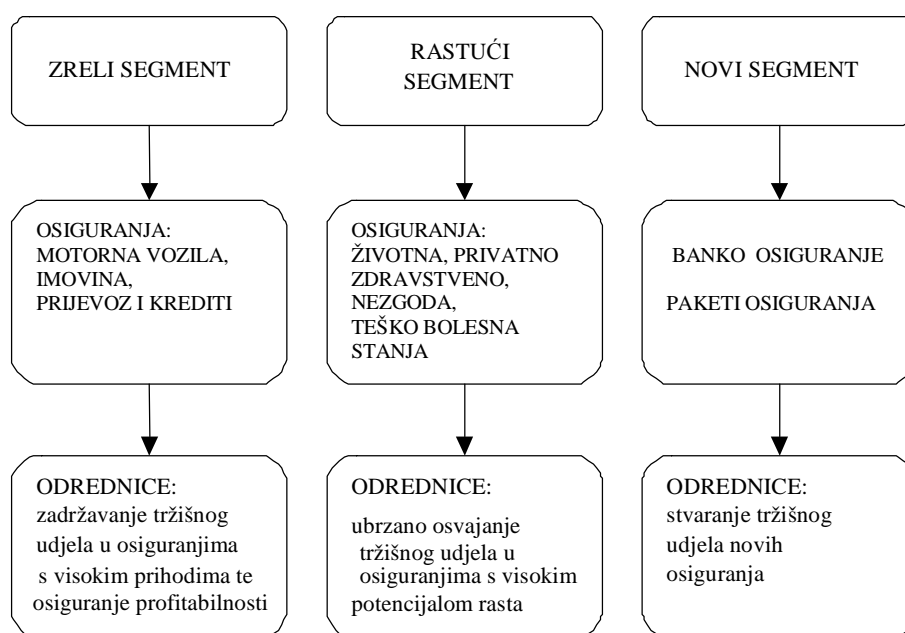 ZRELI SEGMENT
RASTUĆI
SEGMENT
NOVI SEGMENT
OSIGURANJA:
MOTORNA VOZILA,
IMOVINA,
PRIJEVOZ I KREDITI
OSIGURANJA:
ŽIVOTNA, PRIVATNO
ZDRAVSTVENO,
NEZGODA,
TEŠKO BOLESNA
STANJA
BANKO OSIGURANJE
PAKETI OSIGURANJA
ODREDNICE:
zadržavanje tržišnog
udjela u osiguranjima
s visokim prihodima te
osiguranje profitabilnosti
ODREDNICE:
ubrzano osvajanje
tržišnog udjela u
osiguranjima s visokim
potencijalom rasta
ODREDNICE:
stvaranje tržišnog
udjela novih
osiguranja